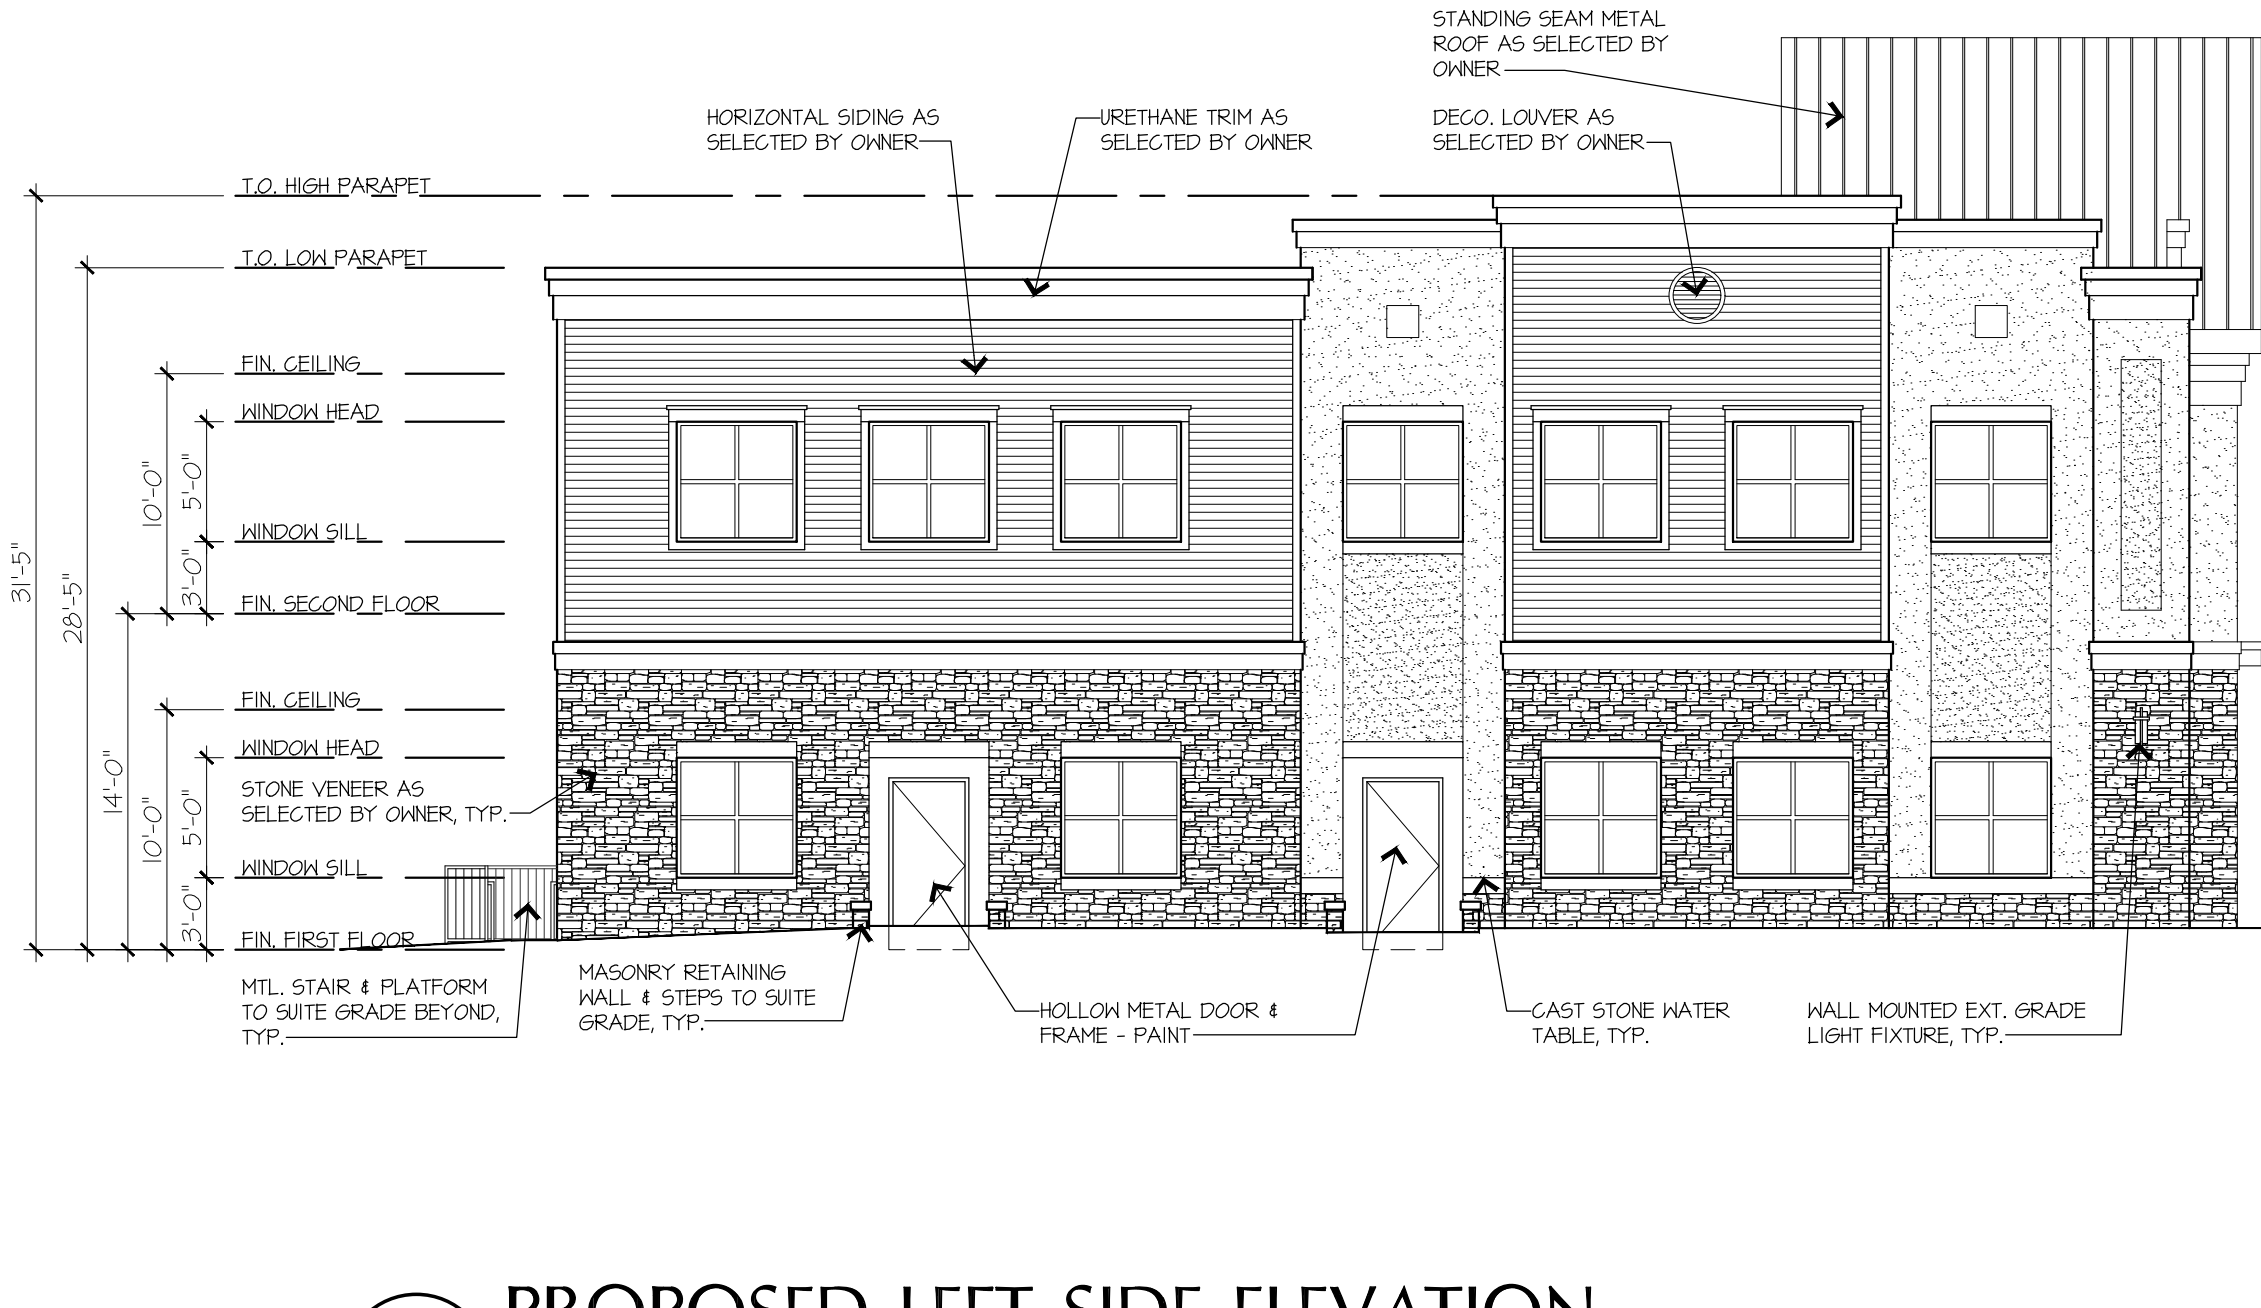 STANDING SEAM METAL
ROOF AS SELECTED BY
OWNER
HORIZONTAL SIDING AS
SELECTED BY OWNER
URETHANE TRIM AS
SELECTED BY OWNER
DECO. LOUVER AS
SELECTED BY OWNER
T.O. HIGH PARAPET
T.O. LOW PARAPET
FIN. CEILING
WINDOW HEAD
10'-0"
5'-0"
WINDOW SILL
31'-5"
28'-5"
3'-0"
FIN. SECOND FLOOR
FIN. CEILING
WINDOW HEAD
14'-0"
10'-0"
5'-0"
STONE VENEER AS
SELECTED BY OWNER, TYP.
WINDOW SILL
3'-0"
FIN. FIRST FLOOR
MTL. STAIR & PLATFORM
TO SUITE GRADE BEYOND,
TYP.
MASONRY RETAINING
WALL & STEPS TO SUITE
GRADE, TYP.
HOLLOW METAL DOOR &
FRAME - PAINT
CAST STONE WATER
TABLE, TYP.
WALL MOUNTED EXT. GRADE
LIGHT FIXTURE, TYP.
PROPOSED LEFT SIDE ELEVATION